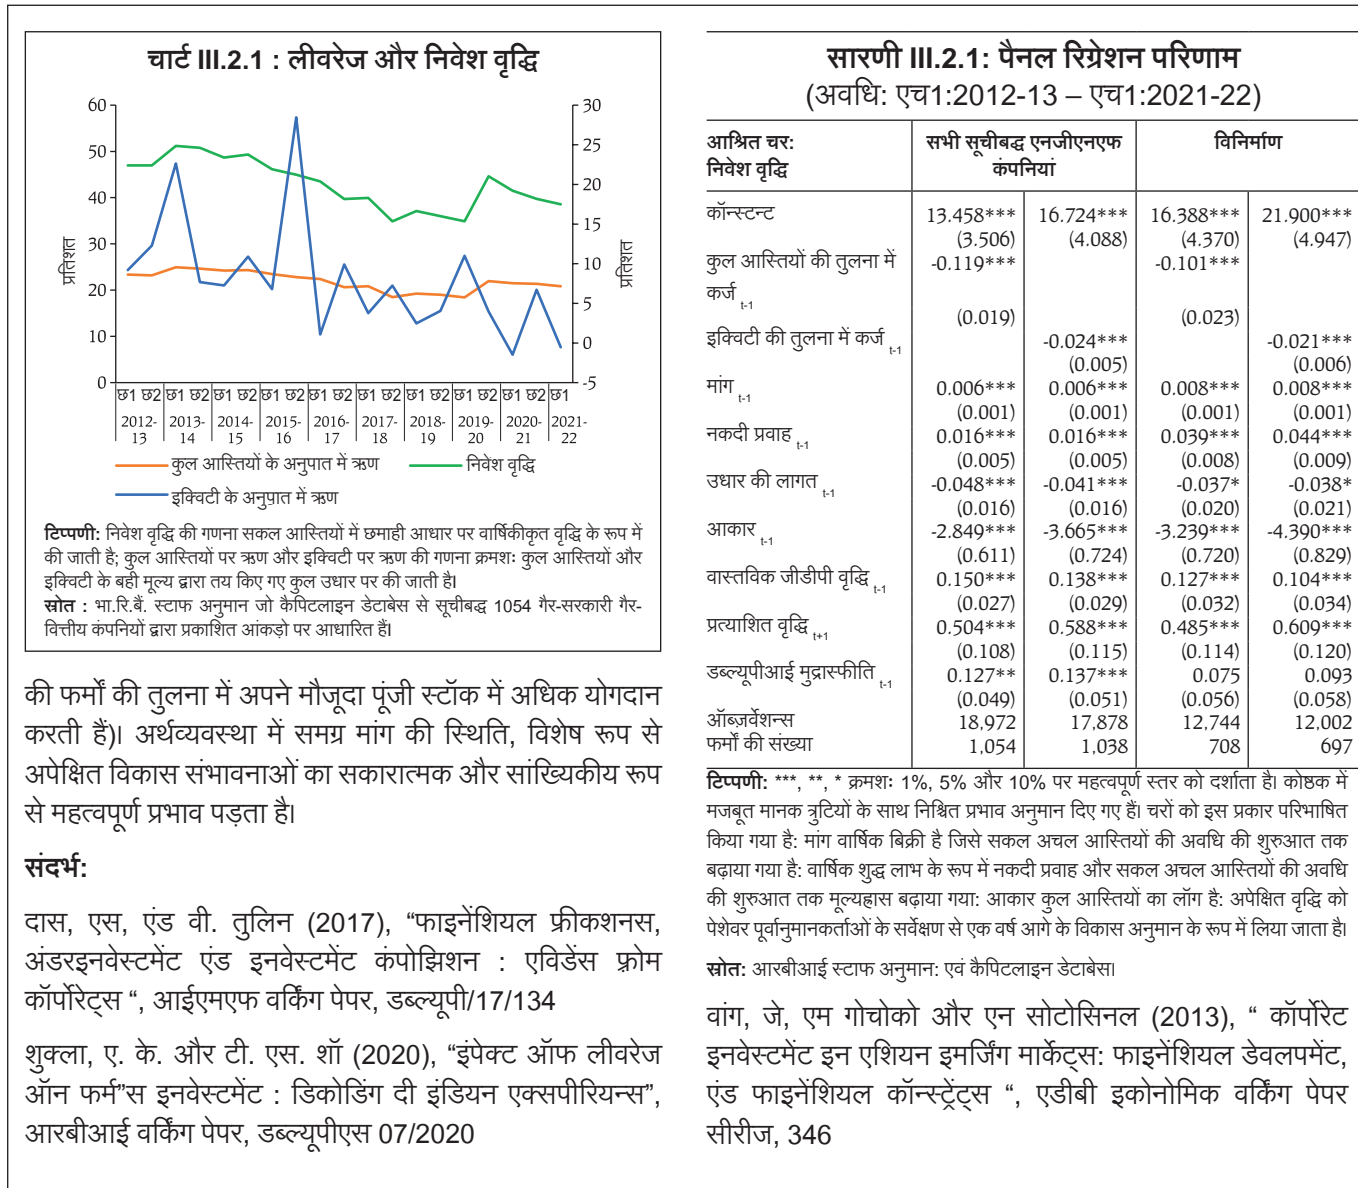 चार्ट III.2.1 : लीवरेज और निवेश वृद्धि
60
50
40
30
20
10
0
प्रतिशत
30
25
20
15
10
5
0
-5
प्रतिशत
छ1 छ2 छ1 छ2 छ1 छ2 छ1 छ2 छ1 छ2 छ1 छ2 छ1 छ2 छ1 छ2 छ1 छ2 छ1
2012- 2013- 2014- 2015- 2016- 2017- 2018- 2019- 2020- 2021-
13 14 15 16 17 18 19 20 21 22
कुल आस्तियों के अनुपात में ऋण निवेश वृद्धि
इक्विटी के अनुपात में ऋण
टिप्पणी: निवेश वृद्धि की गणना सकल आस्तियों में छमाही आधार पर वार्षिकीकृत वृद्धि के रूप में
की जाती है; कुल आस्तियों पर ऋण और इक्विटी पर ऋण की गणना क्रमशः कुल आस्तियों और
इक्विटी के बही मूल्य द्वारा तय किए गए कुल उधार पर की जाती है।
स्रोत : भा.रि.बैं. स्टाफ अनुमान जो कैपिटलाइन डेटाबेस से सूचीबद्ध 1054 गैर-सरकारी गैर-
वित्तीय कंपनियों द्वारा प्रकाशित आंकड़ो पर आधारित हैं।
की फर्मों की तुलना में अपने मौजूदा पूंजी स्टॉक में अधिक योगदान
करती हैं)। अर्थव्यवस्था में समग्र मांग की स्थिति, विशेष रूप से
अपेक्षित विकास संभावनाओं का सकारात्मक और सांख्यिकीय रूप
से महत्वपूर्ण प्रभाव पड़ता है।
संदर्भ:
दास, एस, एंड वी. तुलिन (2017), “फाइनेंशियल फ्रीकशनस,
अंडरइनवेस्टमेंट एंड इनवेस्टमेंट कंपोझिशन : एविडेंस फ़्रोम
कॉर्पोरेट्स “, आईएमएफ वर्किंग पेपर, डब्ल्यूपी/17/134
शुक्ला, ए. के. और टी. एस. शॉ (2020), “इंपेक्ट ऑफ लीवरेज
ऑन फर्म”स इनवेस्टमेंट : डिकोडिंग दी इंडियन एक्सपीरियन्स”,
आरबीआई वर्किंग पेपर, डब्ल्यूपीएस 07/2020
सारणी III.2.1: पैनल रिग्रेशन परिणाम
(अवधि: एच1:2012-13 – एच1:2021-22)
आश्रित चर: सभी सूचीबद्ध एनजीएनएफ विनिर्माण
निवेश वृद्धि कंपनियां
कॉन्स्टन्ट 13.458*** 16.724*** 16.388*** 21.900***
(3.506) (4.088) (4.370) (4.947)
कुल आस्तियों की तुलना में -0.119*** -0.101***
कर्ज t-1
(0.019) (0.023)
इक्विटी की तुलना में कर्ज t-1 -0.024*** -0.021***
(0.005) (0.006)
मांग t-1 0.006*** 0.006*** 0.008*** 0.008***
(0.001) (0.001) (0.001) (0.001)
नकदी प्रवाह t-1 0.016*** 0.016*** 0.039*** 0.044***
(0.005) (0.005) (0.008) (0.009)
उधार की लागत t-1 -0.048*** -0.041*** -0.037* -0.038*
(0.016) (0.016) (0.020) (0.021)
आकार t-1 -2.849*** -3.665*** -3.239*** -4.390***
(0.611) (0.724) (0.720) (0.829)
वास्तविक जीडीपी वृद्धि t-1 0.150*** 0.138*** 0.127*** 0.104***
(0.027) (0.029) (0.032) (0.034)
प्रत्याशित वृद्धि t+1 0.504*** 0.588*** 0.485*** 0.609***
(0.108) (0.115) (0.114) (0.120)
डब्ल्यूपीआई मुद्रास्फीति t-1 0.127** 0.137*** 0.075 0.093
(0.049) (0.051) (0.056) (0.058)
ऑब्ज़र्वेशन्स 18,972 17,878 12,744 12,002
फर्मों की संख्या 1,054 1,038 708 697
टिप्पणी: ***, **, * क्रमशः 1%, 5% और 10% पर महत्वपूर्ण स्तर को दर्शाता है। कोष्ठक में
मजबूत मानक त्रुटियों के साथ निश्चित प्रभाव अनुमान दिए गए हैं। चरों को इस प्रकार परिभाषित
किया गया है: मांग वार्षिक बिक्री है जिसे सकल अचल आस्तियों की अवधि की शुरुआत तक
बढ़ाया गया है: वार्षिक शुद्ध लाभ के रूप में नकदी प्रवाह और सकल अचल आस्तियों की अवधि
की शुरुआत तक मूल्यह्रास बढ़ाया गया: आकार कुल आस्तियों का लॉग है: अपेक्षित वृद्धि को
पेशेवर पूर्वानुमानकर्ताओं के सर्वेक्षण से एक वर्ष आगे के विकास अनुमान के रूप में लिया जाता है।
स्रोत: आरबीआई स्टाफ अनुमान: एवं कैपिटलाइन डेटाबेस।
वांग, जे, एम गोचोको और एन सोटोसिनल (2013), “ कॉर्पोरेट
इनवेस्टमेंट इन एशियन इमर्जिंग मार्केट्स: फाइनेंशियल डेवलपमेंट,
एंड फाइनेंशियल कॉन्स्ट्रेंट्स “, एडीबी इकोनोमिक वर्किंग पेपर
सीरीज, 346